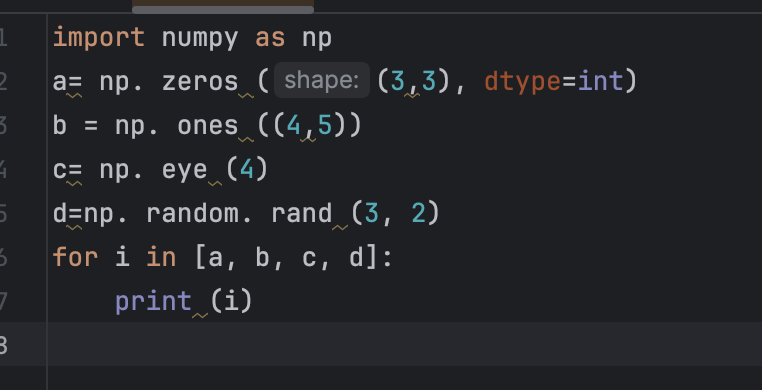 1 import numpy as np
2 a= np. zeros (shape: (3,3), dtype=int)
3 b = np. ones ((4,5))
4 c= np. eye (4)
5 d=np. random. rand (3, 2)
6 for i in [a, b, c, d]:
7     print (i)
8